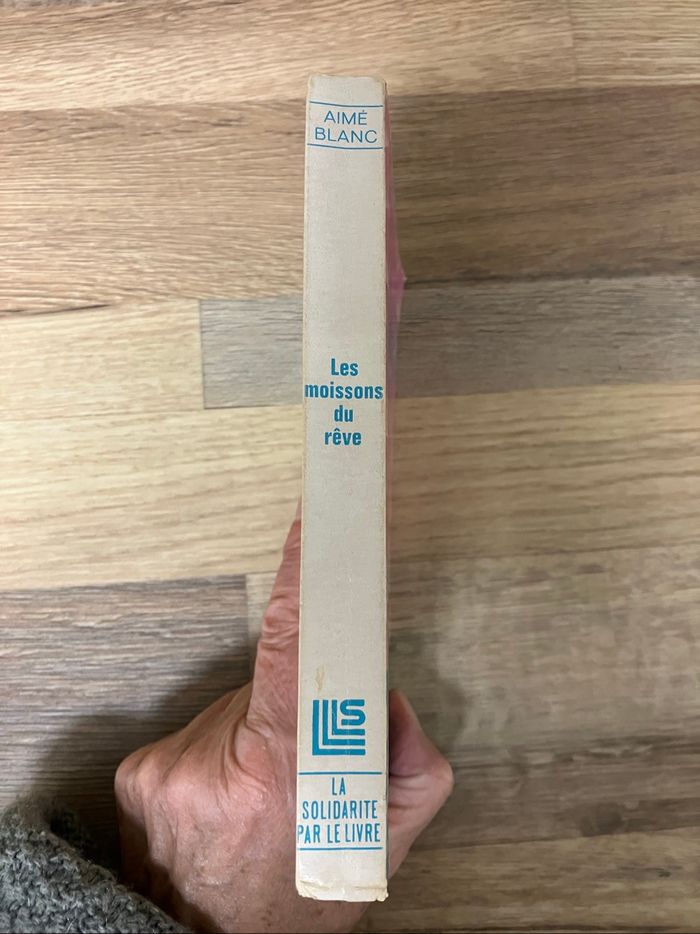 AIMÉ
BLANC
Les
moissons
du
rêve
LLS
LA
SOLIDARITE
PAR LE LIVRE